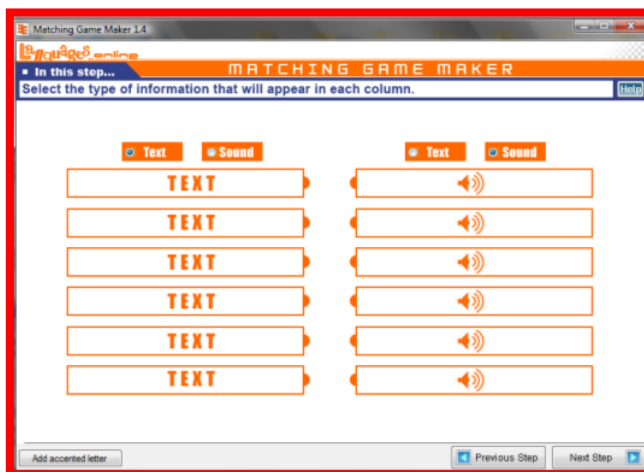 Matching Game Maker 1.4
Languages online
In this step...
MATCHING GAME MAKER
Select the type of information that will appear in each column.
Help
Text Sound Text Sound
TEXT
TEXT
TEXT
TEXT
TEXT
TEXT
Add accented letter
Previous Step
Next Step